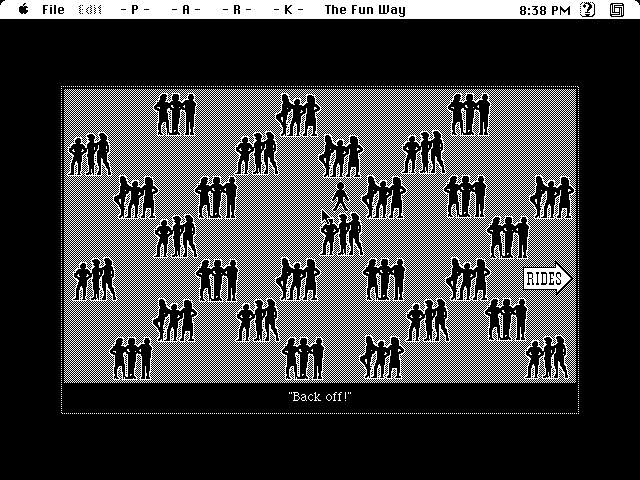 File Edit - P - - A - - R - - K - The Fun Way 8:38 PM
RIDES
"Back off!"